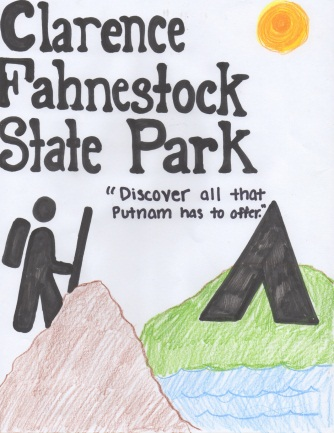 Clarence
Fahnestock
State Park
"Discover all that
Putnam has to offer."